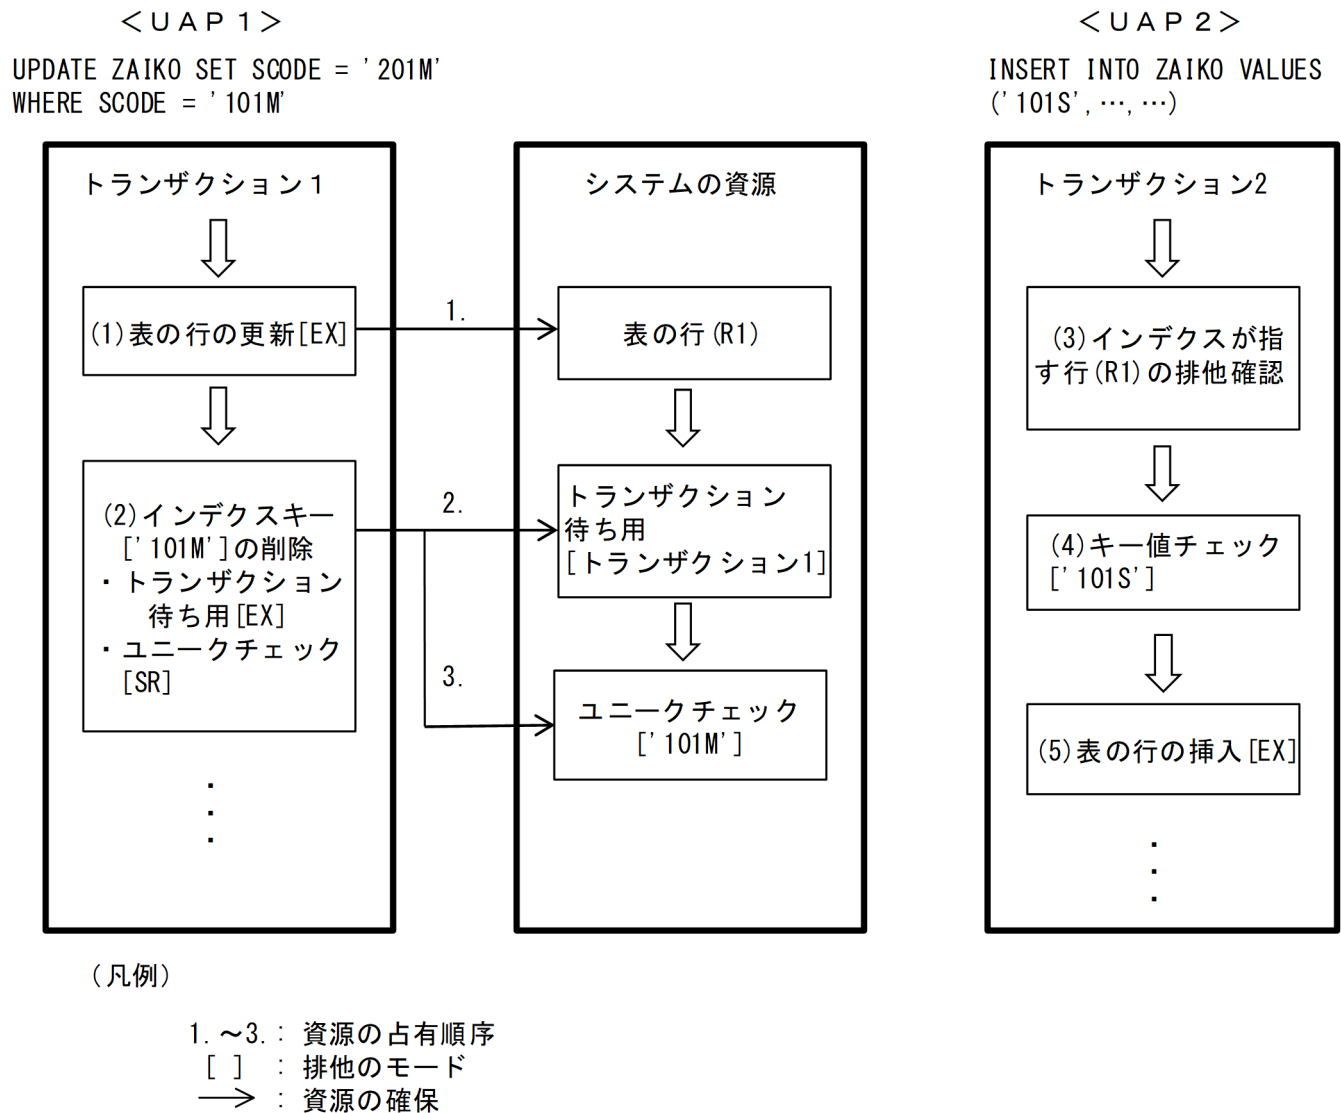 ＜ＵＡＰ１＞
UPDATE ZAIKO SET SCODE = '201M'
WHERE SCODE = '101M'
トランザクション１
(1)表の行の更新[EX]
(2)インデクスキー
['101M']の削除
・トランザクション
待ち用[EX]
・ユニークチェック
[SR]
・
・
・
1.
2.
3.
システムの資源
表の行(R1)
トランザクション
待ち用
[トランザクション1]
ユニークチェック
['101M']
＜ＵＡＰ２＞
INSERT INTO ZAIKO VALUES
('101S',…,…)
トランザクション2
(3)インデクスが指
す行(R1)の排他確認
(4)キー値チェック
['101S']
(5)表の行の挿入[EX]
・
・
・
（凡例）
1.～3.： 資源の占有順序
[ ] ： 排他のモード
→ ： 資源の確保